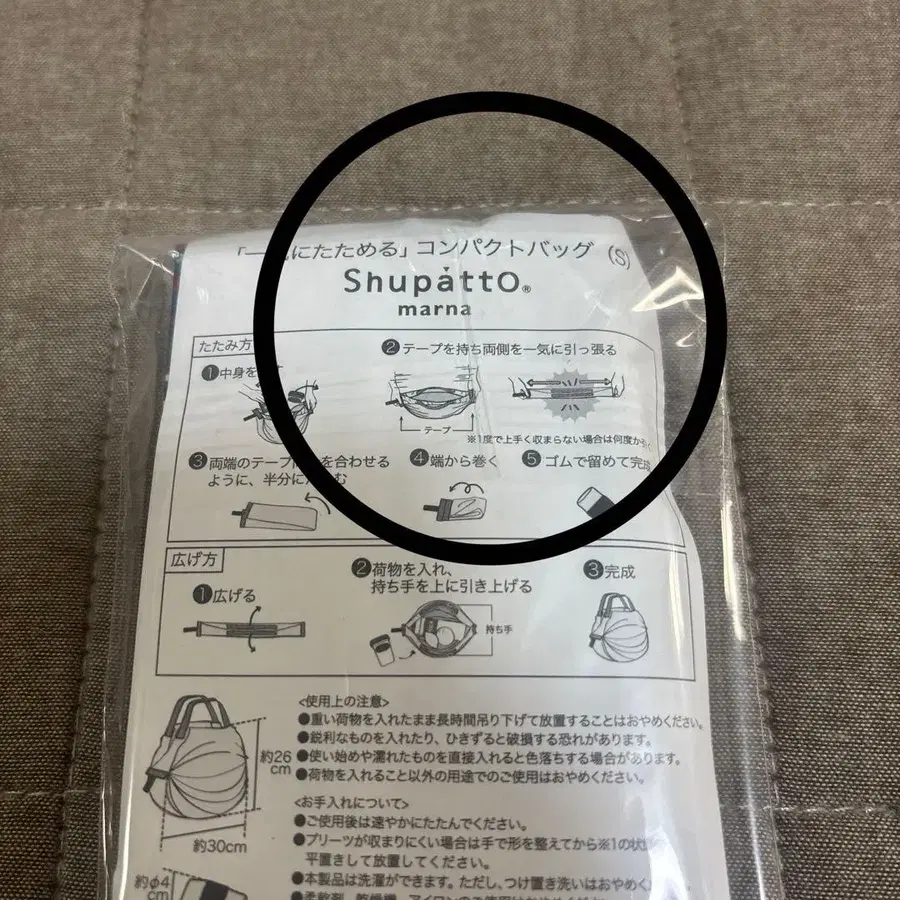 「一気にたためる」コンパクトバッグ (S)
Shupatto®
marna
たたみ方
❶中身を
❷テープを持ち両側を一気に引っ張る
テープ
※1度で上手く収まらない場合は何度か
❸両端のテープ を合わせる
ように、半分に む
❹端から巻く
❺ゴムで留めて完
広げ方
❶広げる
❷荷物を入れ、
持ち手を上に引き上げる
持ち手
❸完成
約26
cm
約30cm
<使用上の注意>
●重い荷物を入れたまま長時間吊り下げて放置することはおやめください。
●鋭利なものを入れたり、ひきずると破損する恐れがあります。
●使い始めや濡れたものを直接入れると色落ちする場合があります。
●荷物を入れること以外の用途でのご使用はおやめください。
<お手入れについて>
●ご使用後は速やかにたたんでください。
●プリーツが収まりにくい場合は手で形を整えてから※1の状
平置きして放置してください。
●本製品は洗濯ができます。ただし、つけ置き洗いはおやめく
約φ4
cm